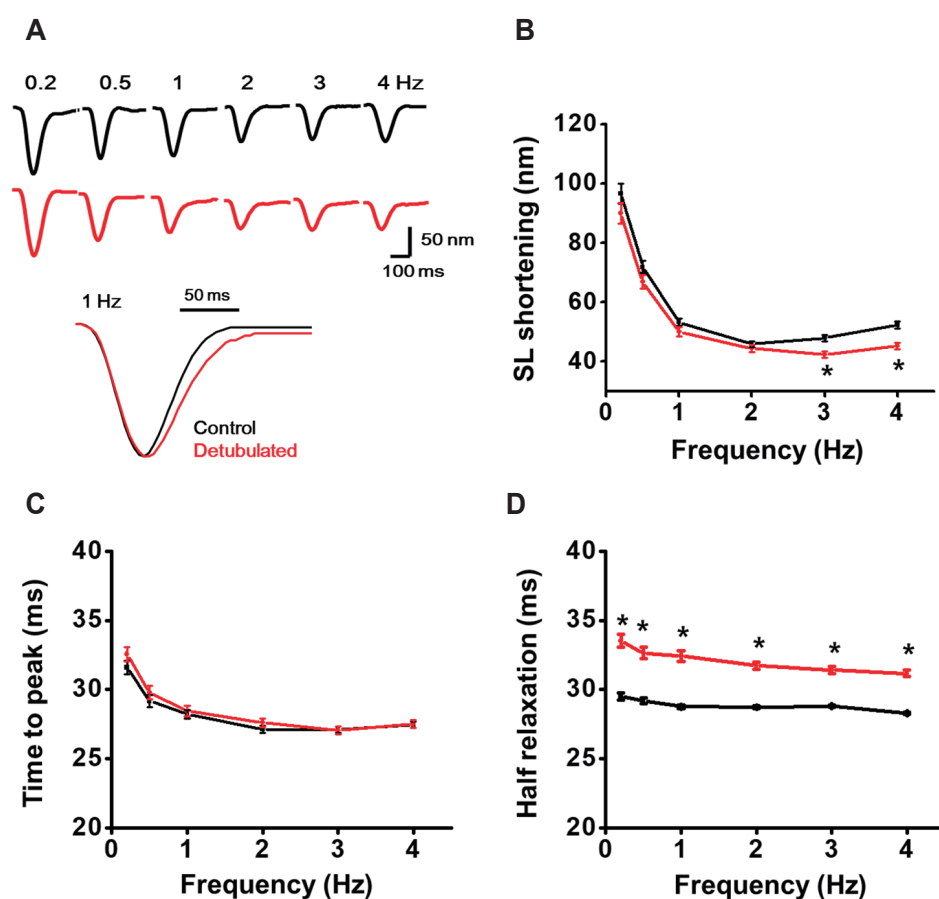 A
0.2 0.5 1 2 3 4 Hz
50 nm
100 ms
1 Hz
50 ms
Control
Detubulated
B
SL shortening (nm)
120
100
80
60
40
0 1 2 3 4
* *
Frequency (Hz)
C
Time to peak (ms)
40
35
30
25
20
0 1 2 3 4
Frequency (Hz)
D
Half relaxation (ms)
40
35
30
25
20
* * * * * *
0 1 2 3 4
Frequency (Hz)